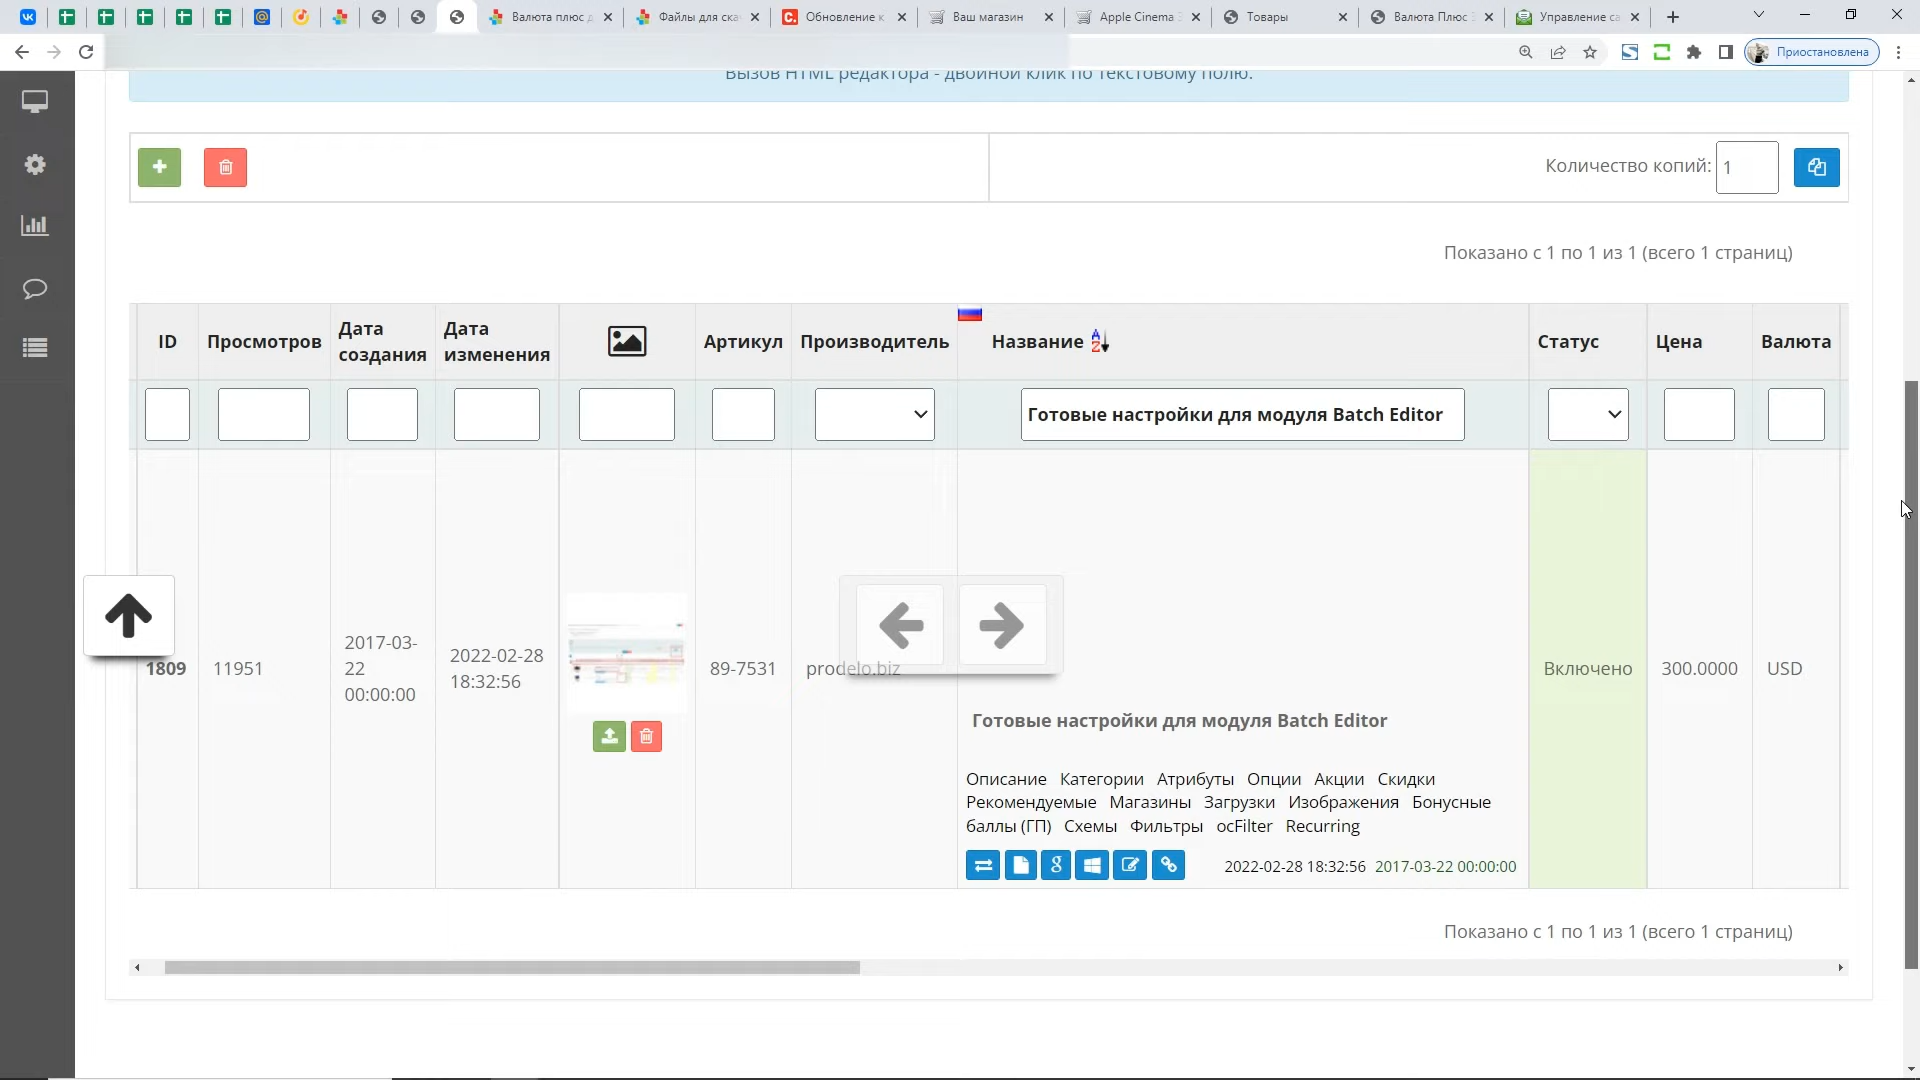 Валюта плюс д
Файлы для ска
Обновление к
Ваш магазин
Apple Cinema 3
Товары
Валюта Плюс 3
Управление са
Приостановлена
Вызов HTML редактора - двойной клик по текстовому полю.
Количество копий: 1
Показано с 1 по 1 из 1 (всего 1 страниц)
ID
Просмотров
Дата создания
Дата изменения
Артикул
Производитель
Название
Статус
Цена
Валюта
Готовые настройки для модуля Batch Editor
1809
11951
2017-03-
22
00:00:00
2022-02-28
18:32:56
89-7531
prodelo.biz
Готовые настройки для модуля Batch Editor
Описание Категории Атрибуты Опции Акции Скидки
Рекомендуемые Магазины Загрузки Изображения Бонусные
баллы (ГП) Схемы Фильтры ocFilter Recurring
2022-02-28 18:32:56 2017-03-22 00:00:00
Включено
300.0000
USD
Показано с 1 по 1 из 1 (всего 1 страниц)